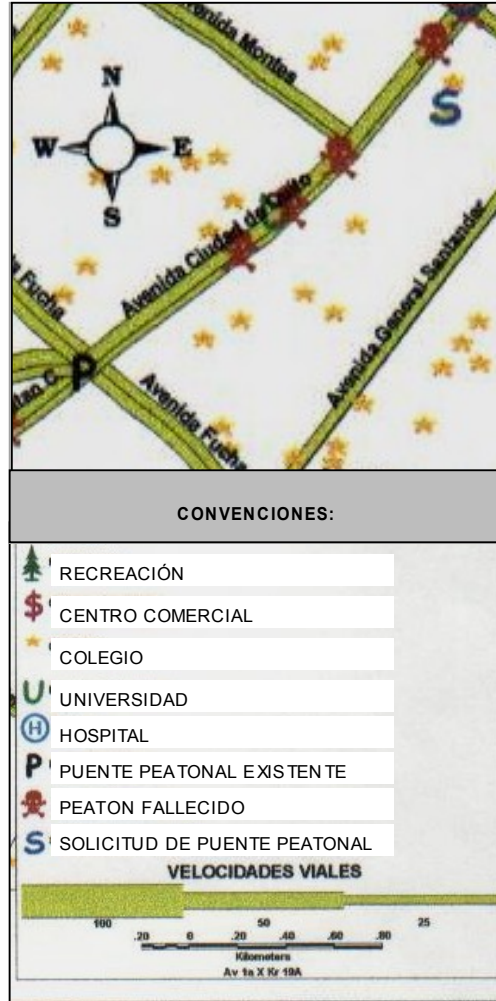 Avenida Montes
N
W E
S
S
Avenida Ciudad de Quito
Avenida General Santander
Fucha
P
Avenida Fucha
CONVENCIONES:
RECREACIÓN
$ CENTRO COMERCIAL
COLEGIO
U UNIVERSIDAD
H HOSPITAL
P PUENTE PEATONAL EXISTENTE
PEATON FALLECIDO
S SOLICITUD DE PUENTE PEATONAL
VELOCIDADES VIALES
100 50 25
.20 0 .20 .40 .60 .80
Kilometers
Av 1a X Kr 19A